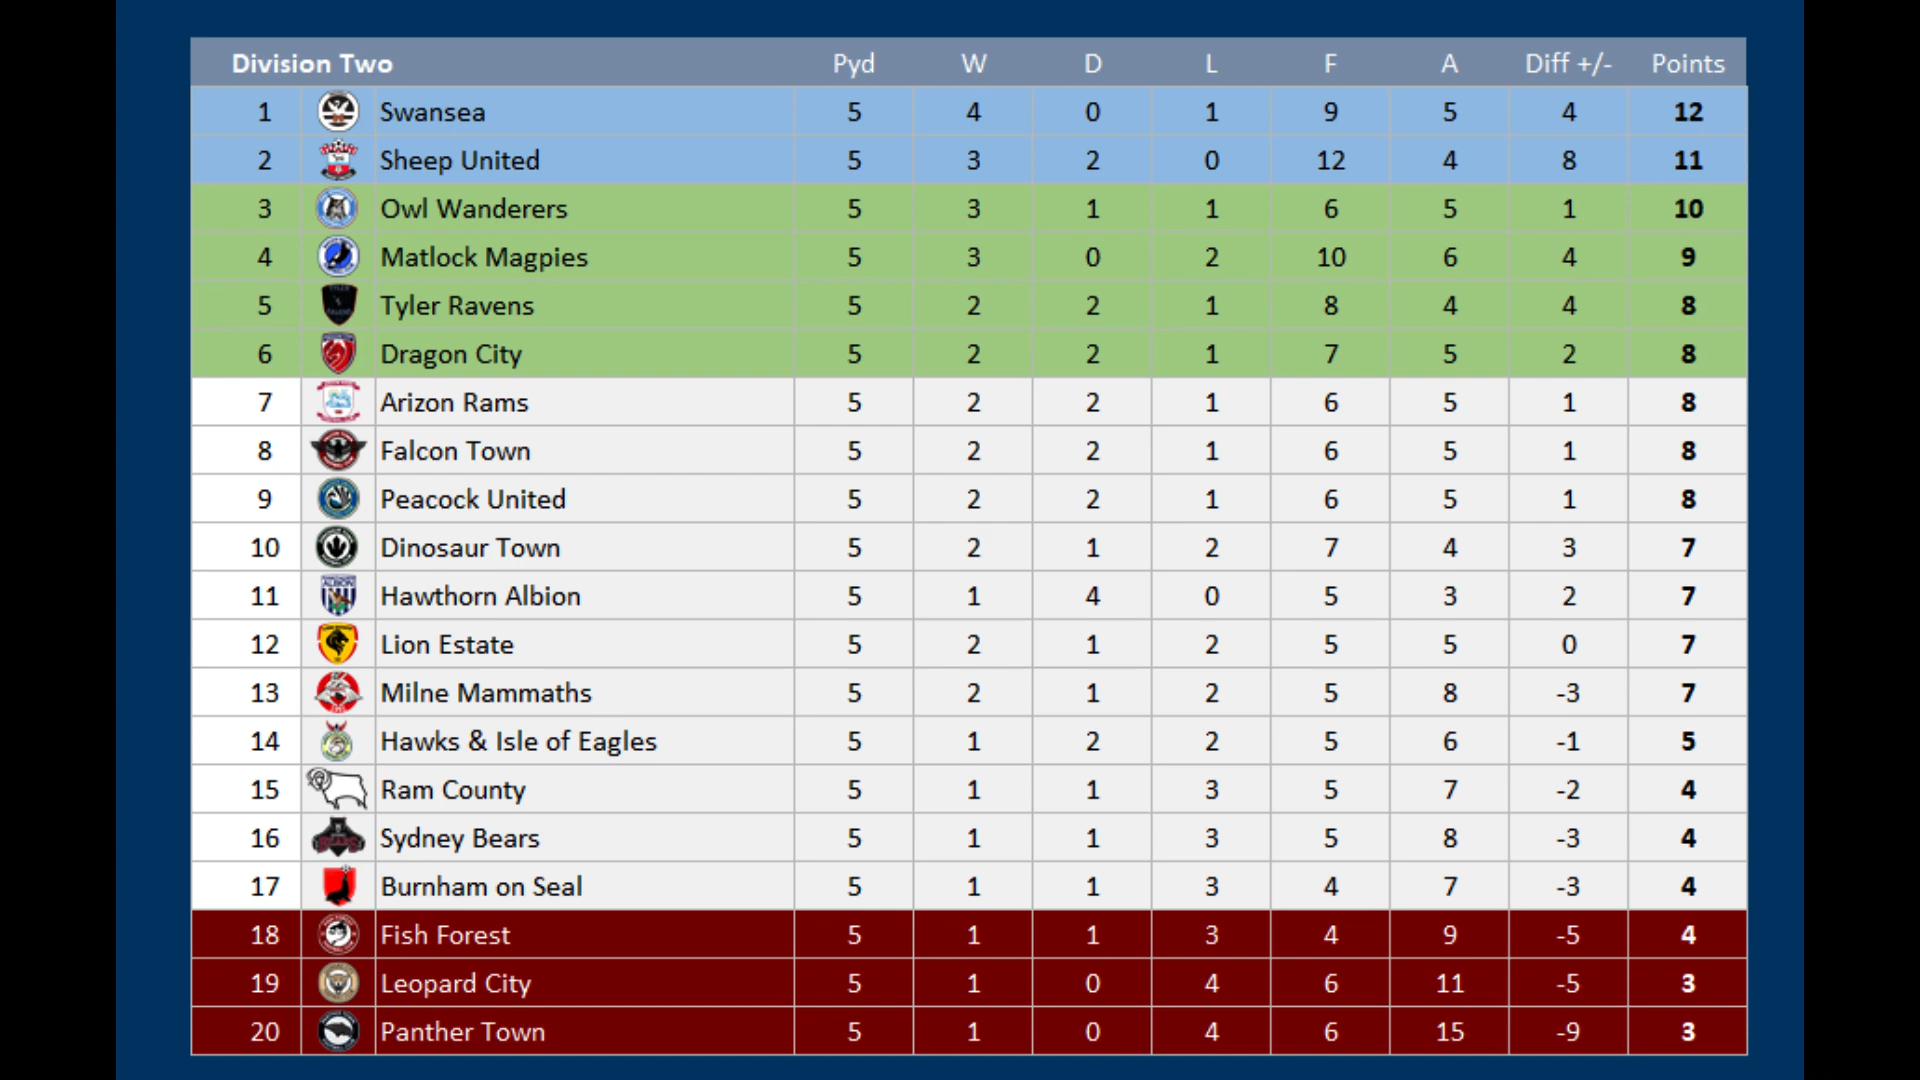 Division Two Pyd W D L F A Diff +/- Points
1 Swansea 5 4 0 1 9 5 4 12
2 Sheep United 5 3 2 0 12 4 8 11
3 Owl Wanderers 5 3 1 1 6 5 1 10
4 Matlock Magpies 5 3 0 2 10 6 4 9
5 Tyler Ravens 5 2 2 1 8 4 4 8
6 Dragon City 5 2 2 1 7 5 2 8
7 Arizon Rams 5 2 2 1 6 5 1 8
8 Falcon Town 5 2 2 1 6 5 1 8
9 Peacock United 5 2 2 1 6 5 1 8
10 Dinosaur Town 5 2 1 2 7 4 3 7
11 Hawthorn Albion 5 1 4 0 5 3 2 7
12 Lion Estate 5 2 1 2 5 5 0 7
13 Milne Mammaths 5 2 1 2 5 8 -3 7
14 Hawks & Isle of Eagles 5 1 2 2 5 6 -1 5
15 Ram County 5 1 1 3 5 7 -2 4
16 Sydney Bears 5 1 1 3 5 8 -3 4
17 Burnham on Seal 5 1 1 3 4 7 -3 4
18 Fish Forest 5 1 1 3 4 9 -5 4
19 Leopard City 5 1 0 4 6 11 -5 3
20 Panther Town 5 1 0 4 6 15 -9 3